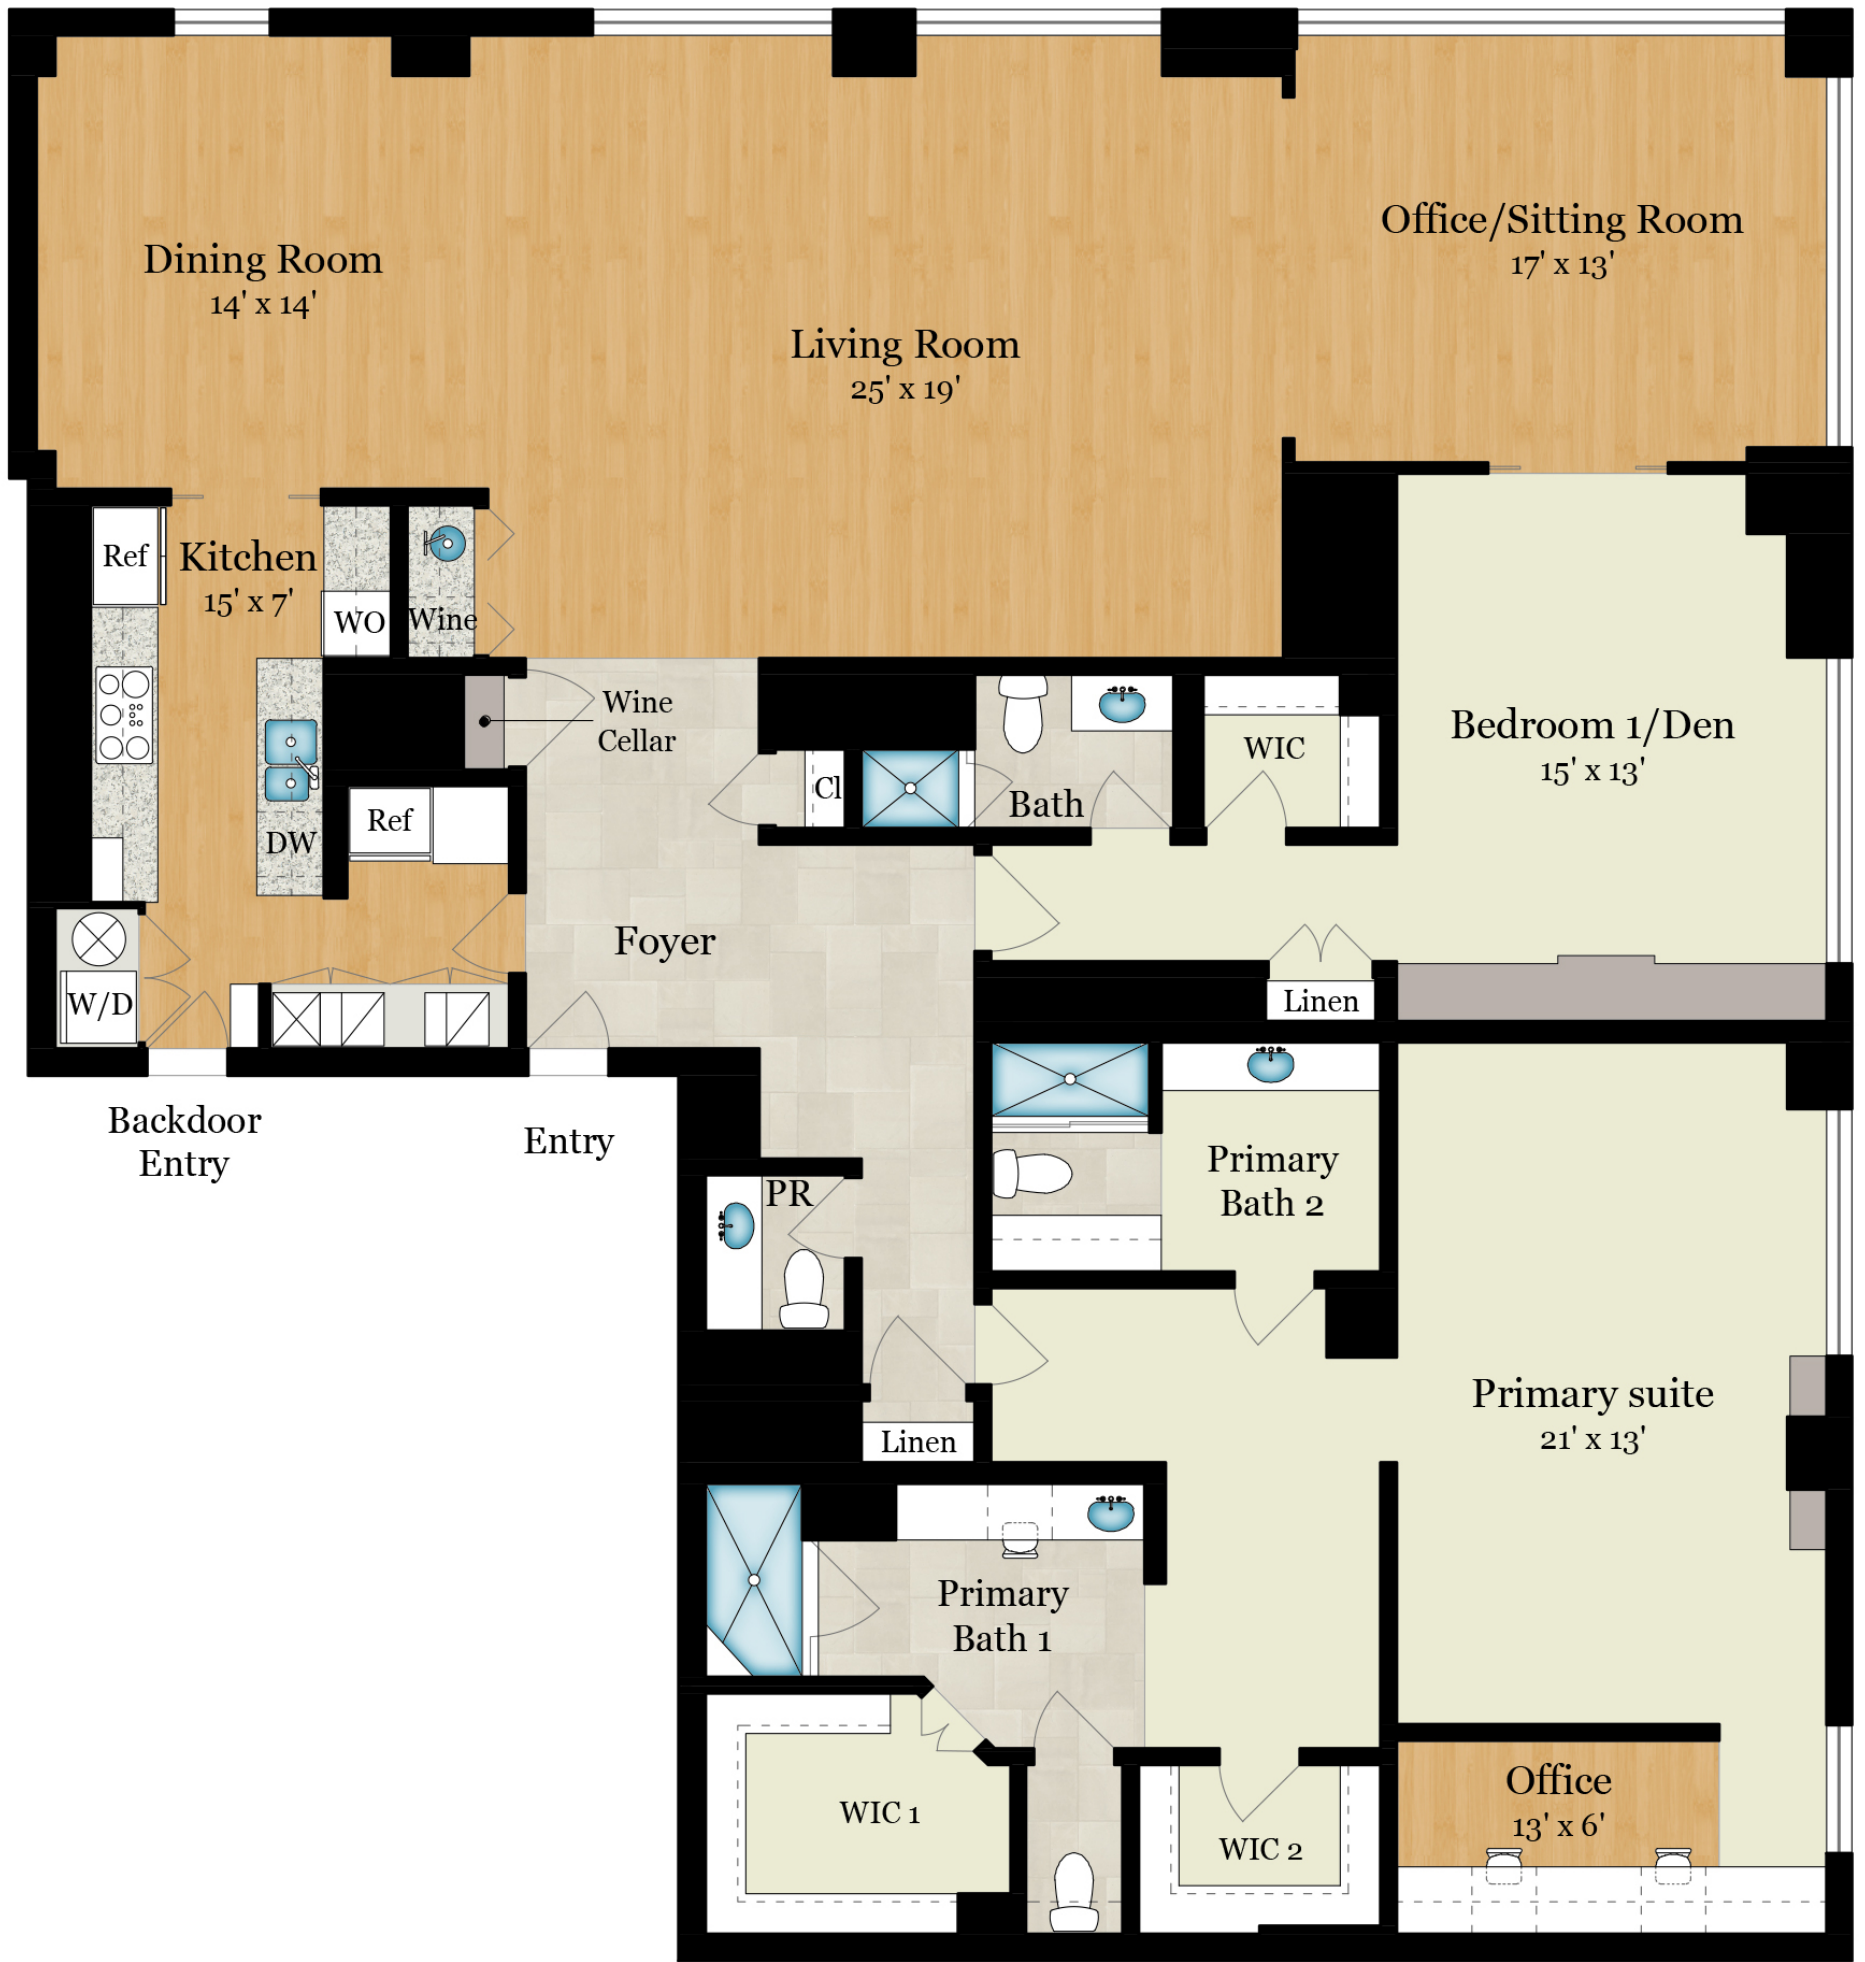 Dining Room
14' x 14'
Living Room
25' x 19'
Office/Sitting Room
17' x 13'
Ref
Kitchen
15' x 7'
WO
Wine
Wine
Cellar
Cl
Bath
WIC
Bedroom 1/Den
15' x 13'
Ref
DW
Foyer
W/D
Linen
Backdoor
Entry
Entry
PR
Primary
Bath 2
Primary suite
21' x 13'
Linen
Primary
Bath 1
WIC 1
WIC 2
Office
13' x 6'